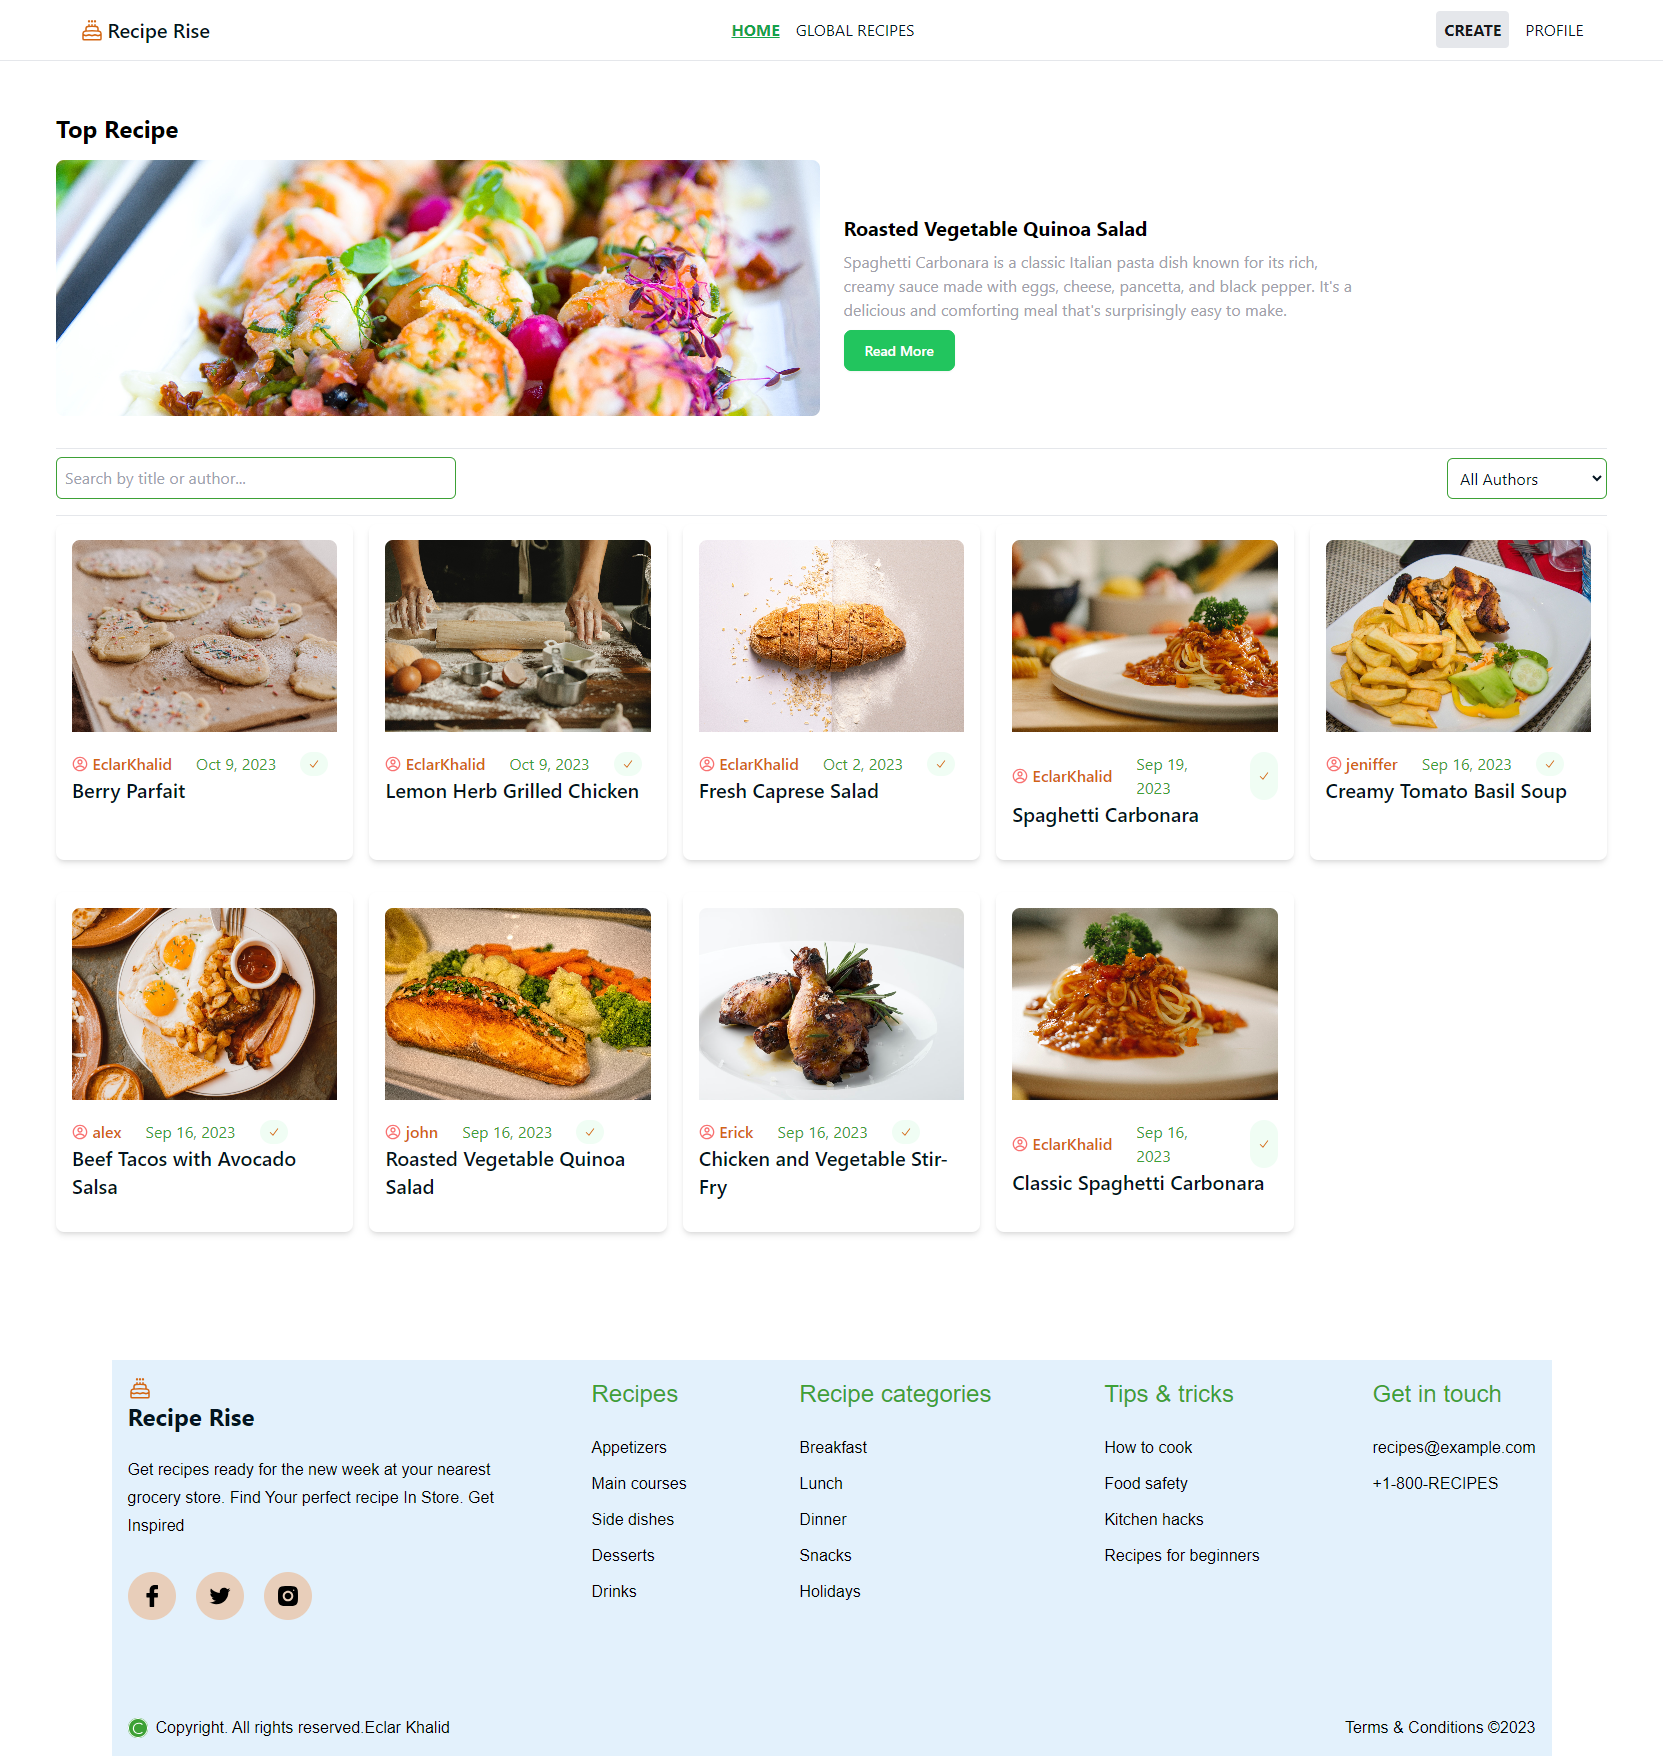 Recipe Rise
HOME
GLOBAL RECIPES
CREATE
PROFILE
Top Recipe
Roasted Vegetable Quinoa Salad
Spaghetti Carbonara is a classic Italian pasta dish known for its rich,
creamy sauce made with eggs, cheese, pancetta, and black pepper. It's a
delicious and comforting meal that's surprisingly easy to make.
Read More
Search by title or author...
All Authors
EclarKhalid Oct 9, 2023
Berry Parfait
EclarKhalid Oct 9, 2023
Lemon Herb Grilled Chicken
EclarKhalid Oct 2, 2023
Fresh Caprese Salad
EclarKhalid Sep 19,
2023
Spaghetti Carbonara
jeniffer Sep 16, 2023
Creamy Tomato Basil Soup
alex Sep 16, 2023
Beef Tacos with Avocado
Salsa
john Sep 16, 2023
Roasted Vegetable Quinoa
Salad
Erick Sep 16, 2023
Chicken and Vegetable Stir-
Fry
EclarKhalid Sep 16,
2023
Classic Spaghetti Carbonara
Recipe Rise
Get recipes ready for the new week at your nearest
grocery store. Find Your perfect recipe In Store. Get
Inspired
Recipes
Appetizers
Main courses
Side dishes
Desserts
Drinks
Recipe categories
Breakfast
Lunch
Dinner
Snacks
Holidays
Tips & tricks
How to cook
Food safety
Kitchen hacks
Recipes for beginners
Get in touch
recipes@example.com
+1-800-RECIPES
© Copyright. All rights reserved.Eclar Khalid
Terms & Conditions ©2023